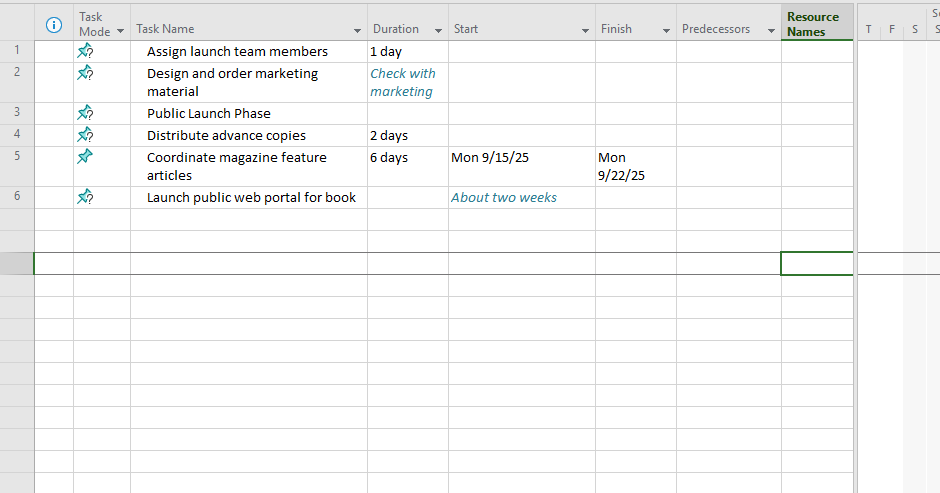 Task Mode Task Name Duration Start Finish Predecessors Resource Names T F S
1 Assign launch team members 1 day
2 Design and order marketing material Check with marketing
3 Public Launch Phase
4 Distribute advance copies 2 days
5 Coordinate magazine feature articles 6 days Mon 9/15/25 Mon 9/22/25
6 Launch public web portal for book About two weeks